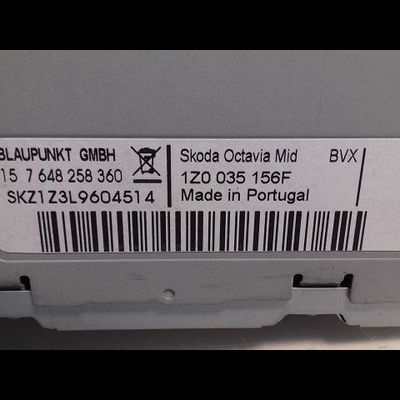 BLAUPUNKT GMBH
15 7 648 258 360
SKZ1Z3L9604514
Skoda Octavia Mid BVX
1Z0 035 156F
Made in Portugal